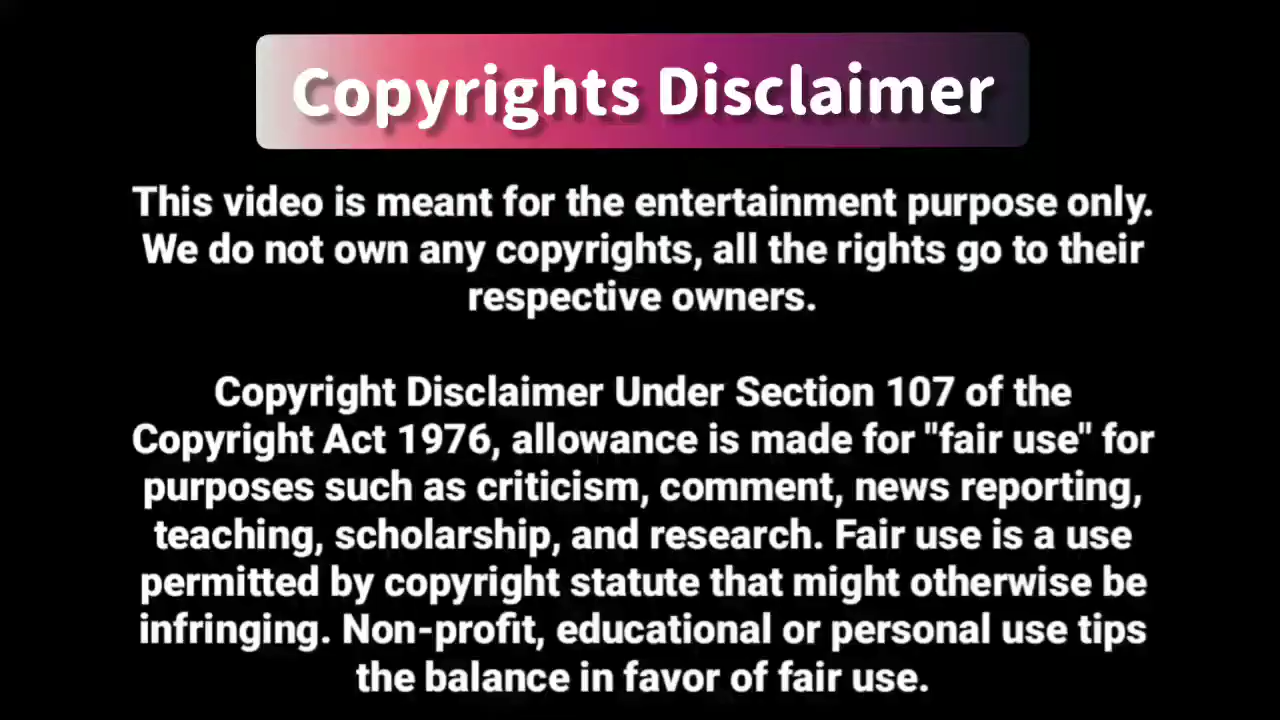 Copyrights Disclaimer
This video is meant for the entertainment purpose only.
We do not own any copyrights, all the rights go to their
respective owners.
Copyright Disclaimer Under Section 107 of the
Copyright Act 1976, allowance is made for "fair use" for
purposes such as criticism, comment, news reporting,
teaching, scholarship, and research. Fair use is a use
permitted by copyright statute that might otherwise be
infringing. Non-profit, educational or personal use tips
the balance in favor of fair use.